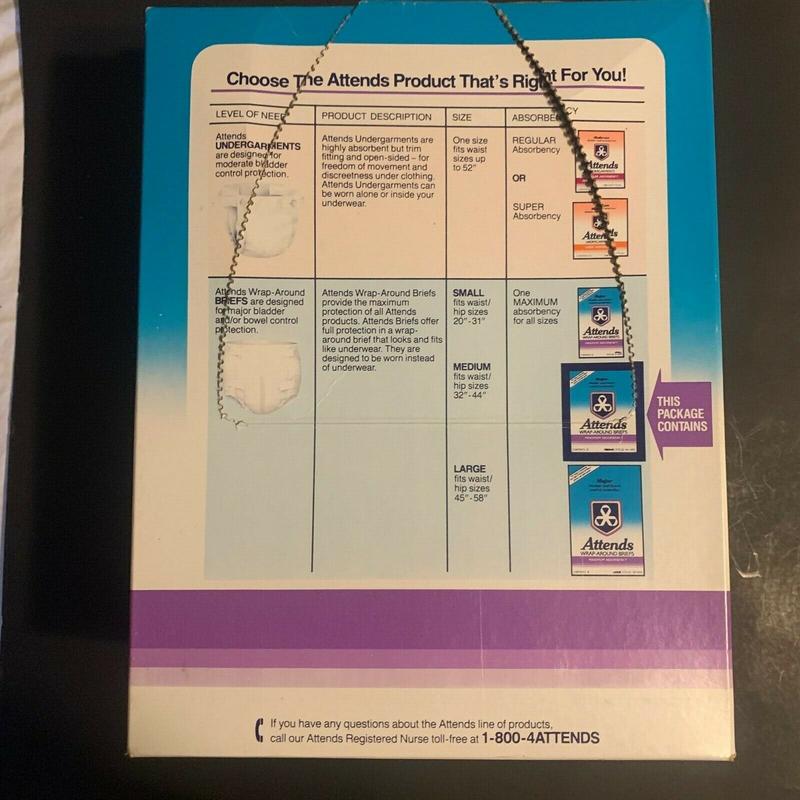 Choose The Attends Product That's Right For You!
LEVEL OF NEED
PRODUCT DESCRIPTION
SIZE
ABSORBENCY
Attends
UNDERGARMENTS
are designed for
moderate bladder
control protection.
Attends Undergarments are
highly absorbent but trim
fitting and open-sided – for
freedom of movement and
discreetness under clothing.
Attends Undergarments can
be worn alone or inside your
underwear.
One size
fits waist
sizes up
to 52"
REGULAR
Absorbency
OR
SUPER
Absorbency
Attends
Attends
Attends Wrap-Around
BRIEFS are designed
for major bladder
and/or bowel control
protection.
Attends Wrap-Around Briefs
provide the maximum
protection of all Attends
products. Attends Briefs offer
full protection in a wrap-
around brief that looks and fits
like underwear. They are
designed to be worn instead
of underwear.
SMALL
fits waist/
hip sizes
20"-31"
MEDIUM
fits waist/
hip sizes
32"-44"
LARGE
fits waist/
hip sizes
45"-58"
One
MAXIMUM
absorbency
for all sizes
Attends
WRAP-AROUND BRIEFS
Attends
WRAP-AROUND BRIEFS
Attends
WRAP-AROUND BRIEFS
THIS
PACKAGE
CONTAINS
If you have any questions about the Attends line of products,
call our Attends Registered Nurse toll-free at 1-800-4ATTENDS